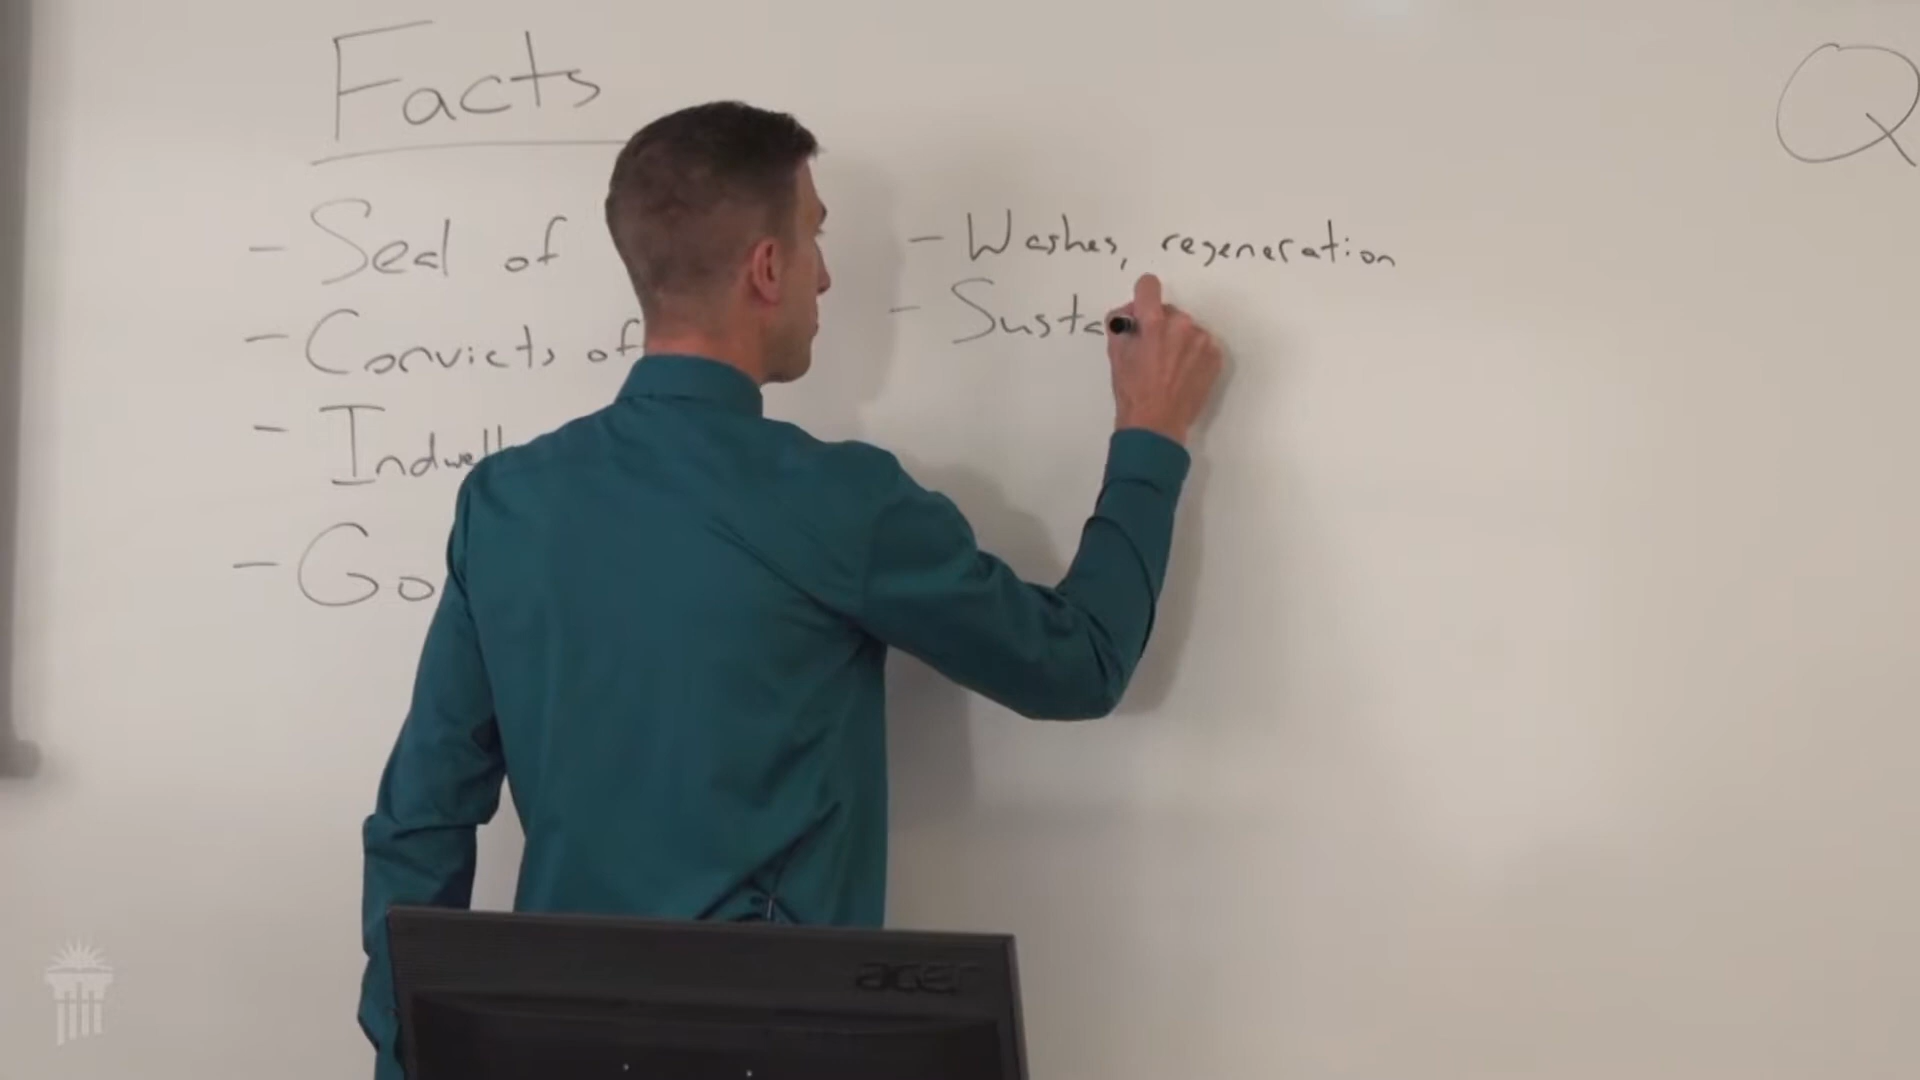 Facts
- Seal of
- Convicts of
- Indwell
- Go
- Washes, regeneration
- Susta
Q
acer